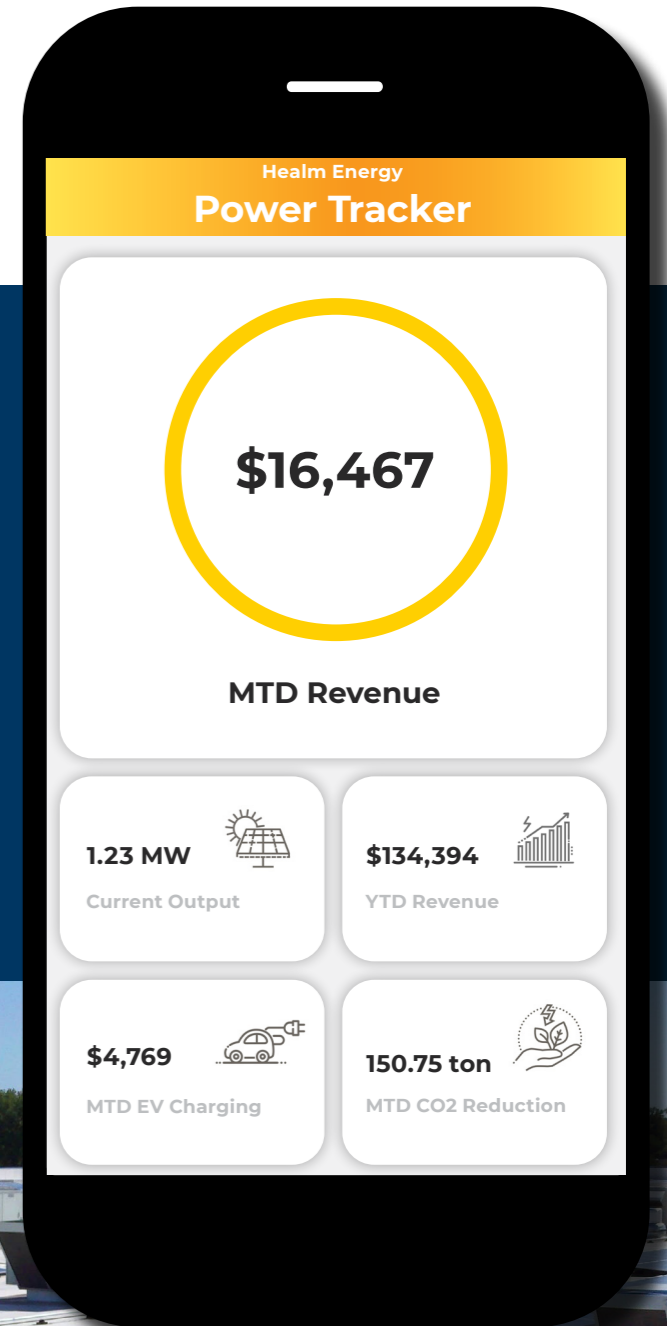 Healm Energy
Power Tracker
$16,467
MTD Revenue
1.23 MW
Current Output
$134,394
YTD Revenue
$4,769
MTD EV Charging
150.75 ton
MTD CO2 Reduction